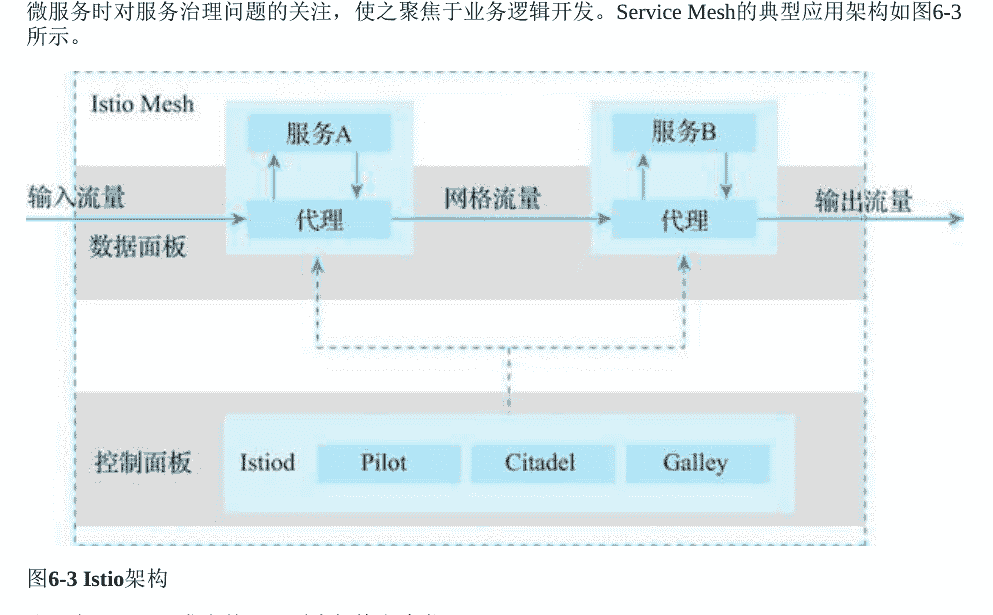 微服务时对服务治理问题的关注，使之聚焦于业务逻辑开发。Service Mesh的典型应用架构如图6-3
所示。
Istio Mesh
服务A
服务B
输入流量
网格流量
输出流量
代理
代理
数据面板
控制面板
Istiod
Pilot
Citadel
Galley
图6-3 Istio架构